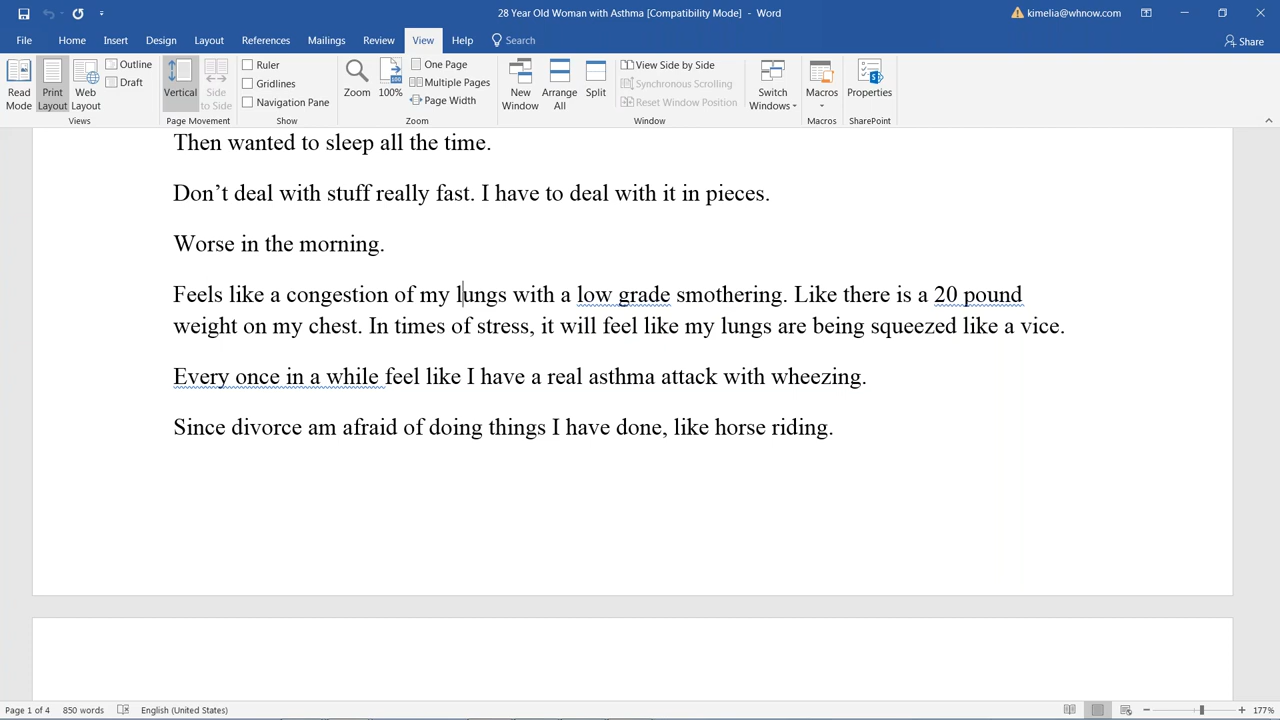 28 Year Old Woman with Asthma [Compatibility Mode] - Word
kimelia@whnow.com
File Home Insert Design Layout References Mailings Review View Help Search Share
Read Mode
Print Layout
Web Layout
Outline
Draft
Views
Vertical
Side to Side
Page Movement
Ruler
Gridlines
Navigation Pane
Show
Zoom
100
100%
One Page
Multiple Pages
Page Width
Zoom
New Window
Arrange All
Split
View Side by Side
Synchronous Scrolling
Reset Window Position
Window
Switch Windows
Macros
Macros
Properties
SharePoint
Then wanted to sleep all the time.
Don’t deal with stuff really fast. I have to deal with it in pieces.
Worse in the morning.
Feels like a congestion of my lungs with a low grade smothering. Like there is a 20 pound
weight on my chest. In times of stress, it will feel like my lungs are being squeezed like a vice.
Every once in a while feel like I have a real asthma attack with wheezing.
Since divorce am afraid of doing things I have done, like horse riding.
Page 1 of 4 850 words English (United States) 177%